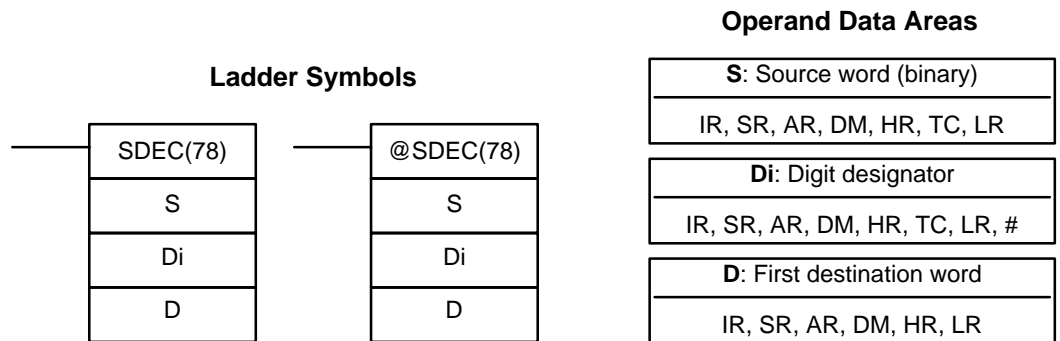 Ladder Symbols
SDEC(78)
S
Di
D
@SDEC(78)
S
Di
D
Operand Data Areas
S: Source word (binary)
IR, SR, AR, DM, HR, TC, LR
Di: Digit designator
IR, SR, AR, DM, HR, TC, LR, #
D: First destination word
IR, SR, AR, DM, HR, LR